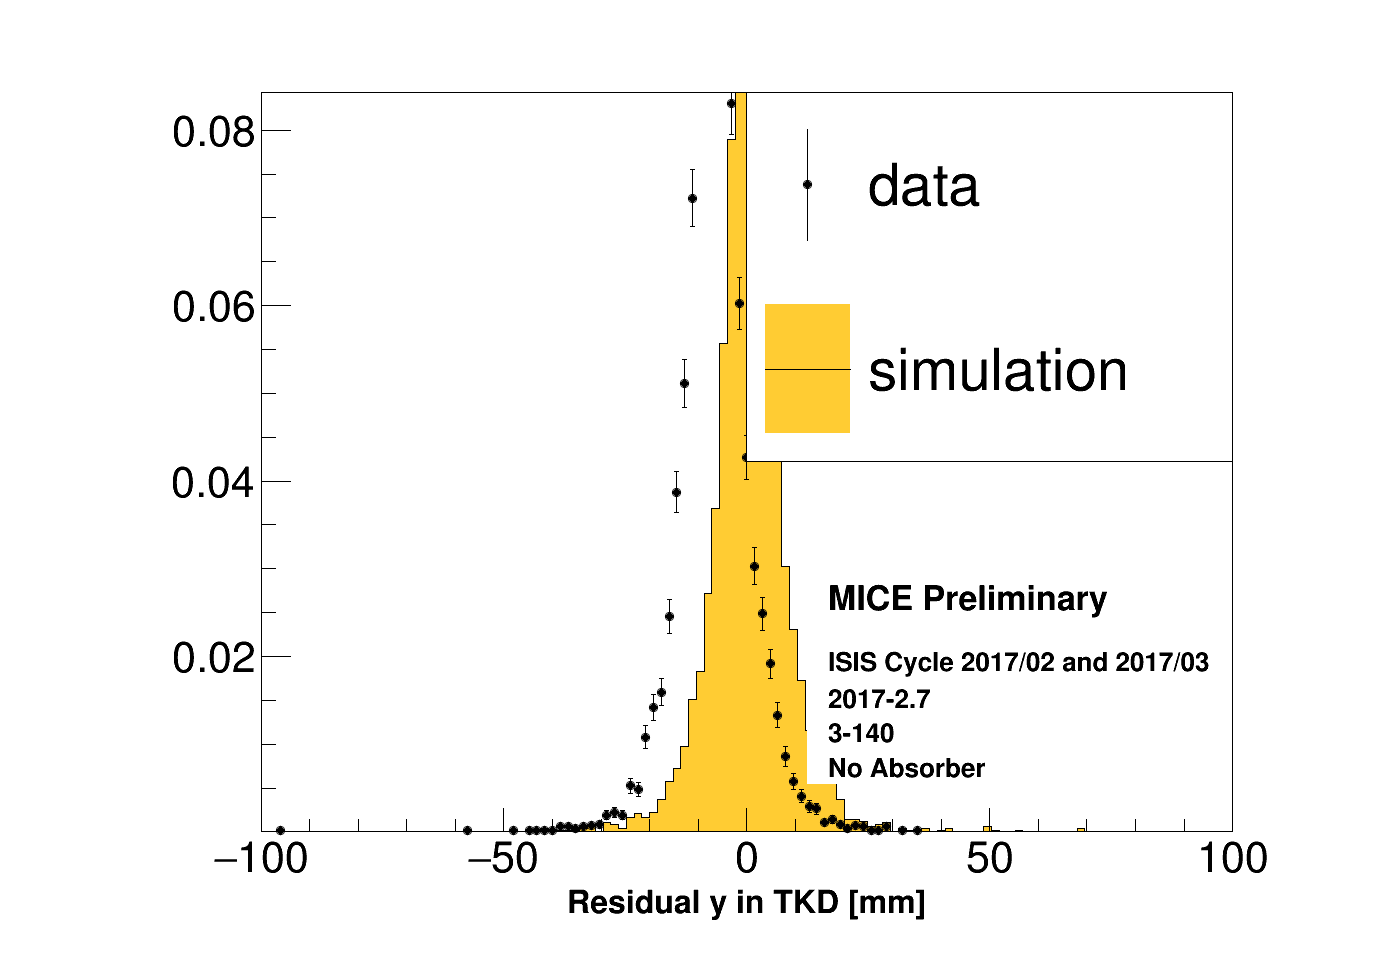 0.08
0.06
0.04
0.02
data
simulation
MICE Preliminary
ISIS Cycle 2017/02 and 2017/03
2017-2.7
3-140
No Absorber
−100 −50 0 50 100
Residual y in TKD [mm]